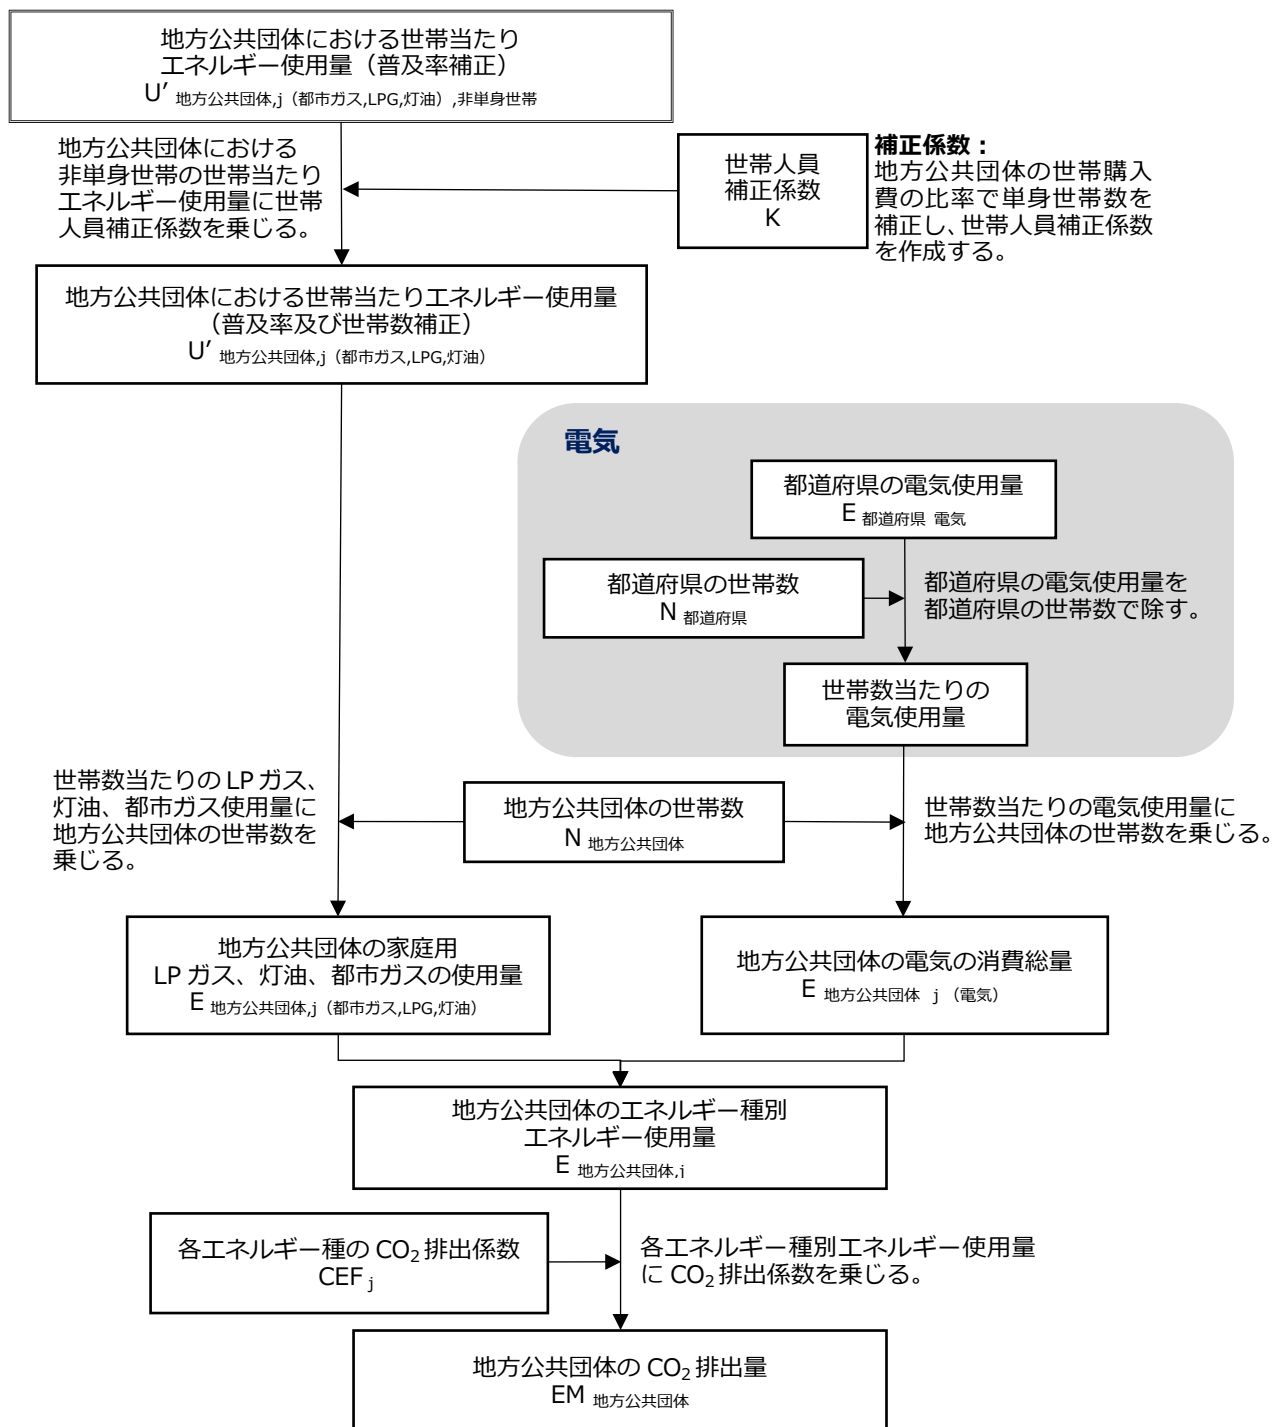 地方公共団体における世帯当たり
エネルギー使用量（普及率補正）
U’ 地方公共団体,j（都市ガス,LPG,灯油）,非単身世帯
地方公共団体における
非単身世帯の世帯当たり
エネルギー使用量に世帯
人員補正係数を乗じる。
世帯人員
補正係数
K
補正係数：
地方公共団体の世帯購入
費の比率で単身世帯数を
補正し、世帯人員補正係数
を作成する。
地方公共団体における世帯当たりエネルギー使用量
（普及率及び世帯数補正）
U’ 地方公共団体,j（都市ガス,LPG,灯油）
電気
都道府県の電気使用量
E 都道府県 電気
都道府県の世帯数
N 都道府県
都道府県の電気使用量を
都道府県の世帯数で除す。
世帯数当たりの
電気使用量
世帯数当たりの LP ガス、
灯油、都市ガス使用量に
地方公共団体の世帯数を
乗じる。
地方公共団体の世帯数
N 地方公共団体
世帯数当たりの電気使用量に
地方公共団体の世帯数を乗じる。
地方公共団体の家庭用
LP ガス、灯油、都市ガスの使用量
E 地方公共団体,j（都市ガス,LPG,灯油）
地方公共団体の電気の消費総量
E 地方公共団体 j （電気）
地方公共団体のエネルギー種別
エネルギー使用量
E 地方公共団体,j
各エネルギー種の CO₂ 排出係数
CEF j
各エネルギー種別エネルギー使用量
に CO₂ 排出係数を乗じる。
地方公共団体の CO₂ 排出量
EM 地方公共団体